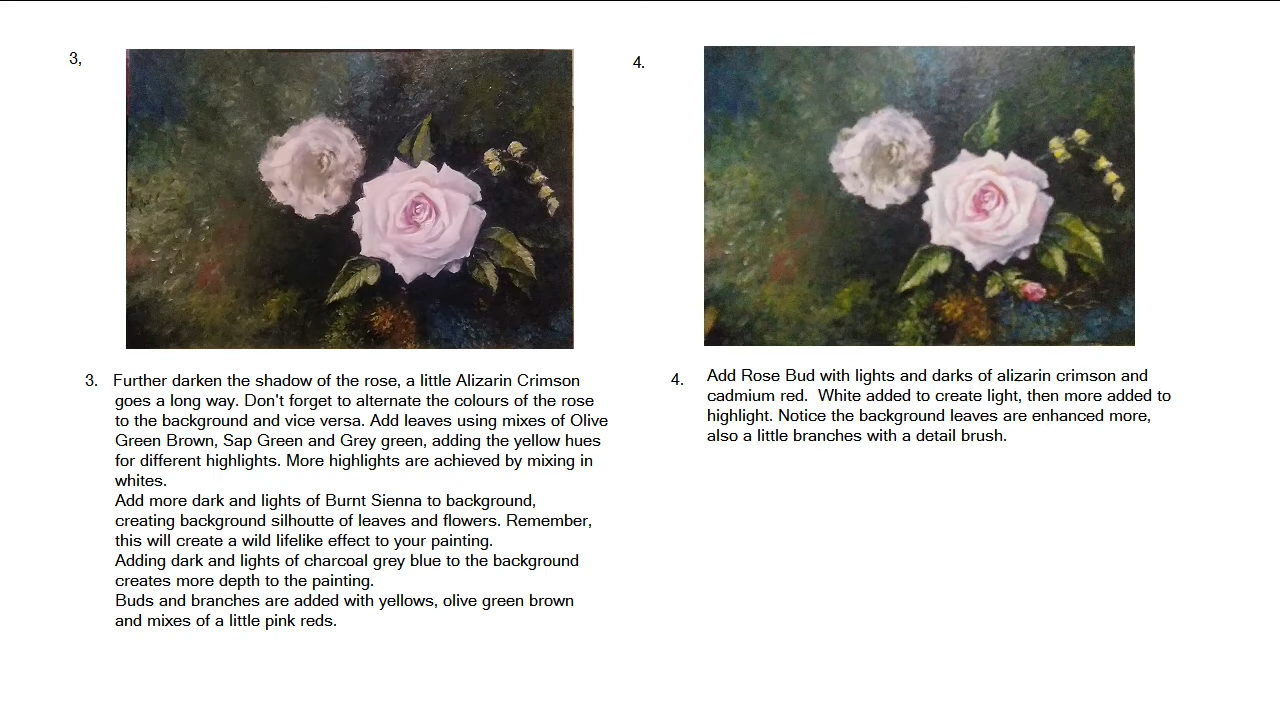 3,
4.
3. Further darken the shadow of the rose, a little Alizarin Crimson
goes a long way. Don't forget to alternate the colours of the rose
to the background and vice versa. Add leaves using mixes of Olive
Green Brown, Sap Green and Grey green, adding the yellow hues
for different highlights. More highlights are achieved by mixing in
whites.
Add more dark and lights of Burnt Sienna to background,
creating background silhoutte of leaves and flowers. Remember,
this will create a wild lifelike effect to your painting.
Adding dark and lights of charcoal grey blue to the background
creates more depth to the painting.
Buds and branches are added with yellows, olive green brown
and mixes of a little pink reds.
4. Add Rose Bud with lights and darks of alizarin crimson and
cadmium red. White added to create light, then more added to
highlight. Notice the background leaves are enhanced more,
also a little branches with a detail brush.